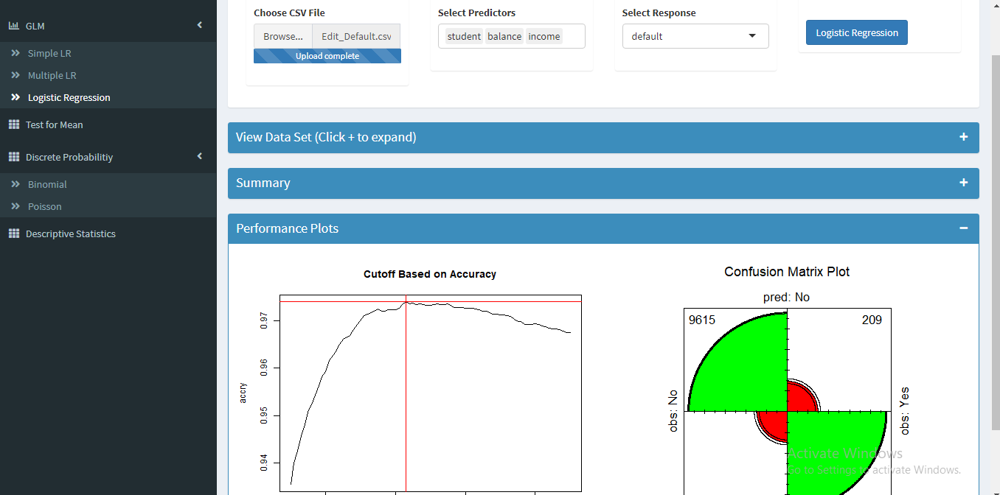 GLM
Simple LR
Multiple LR
Logistic Regression
Test for Mean
Discrete Probabilitiy
Binomial
Poisson
Descriptive Statistics
Choose CSV File
Browse... Edit_Default.csv
Upload complete
Select Predictors
student balance income
Select Response
default
Logistic Regression
View Data Set (Click + to expand)
Summary
Performance Plots
Cutoff Based on Accuracy
accry
0.97
0.96
0.95
0.94
Confusion Matrix Plot
pred: No
9615 209
obs: No
obs: Yes
Activate Windows
Go to Settings to activate Windows.